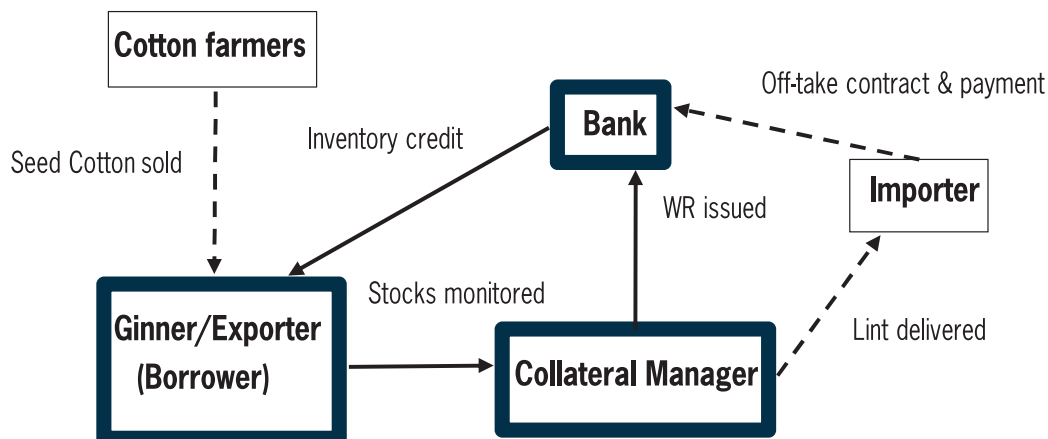 Cotton farmers
Off-take contract & payment
Bank
Inventory credit
Seed Cotton sold
Importer
WR issued
Stocks monitored
Ginner/Exporter
(Borrower)
Lint delivered
Collateral Manager